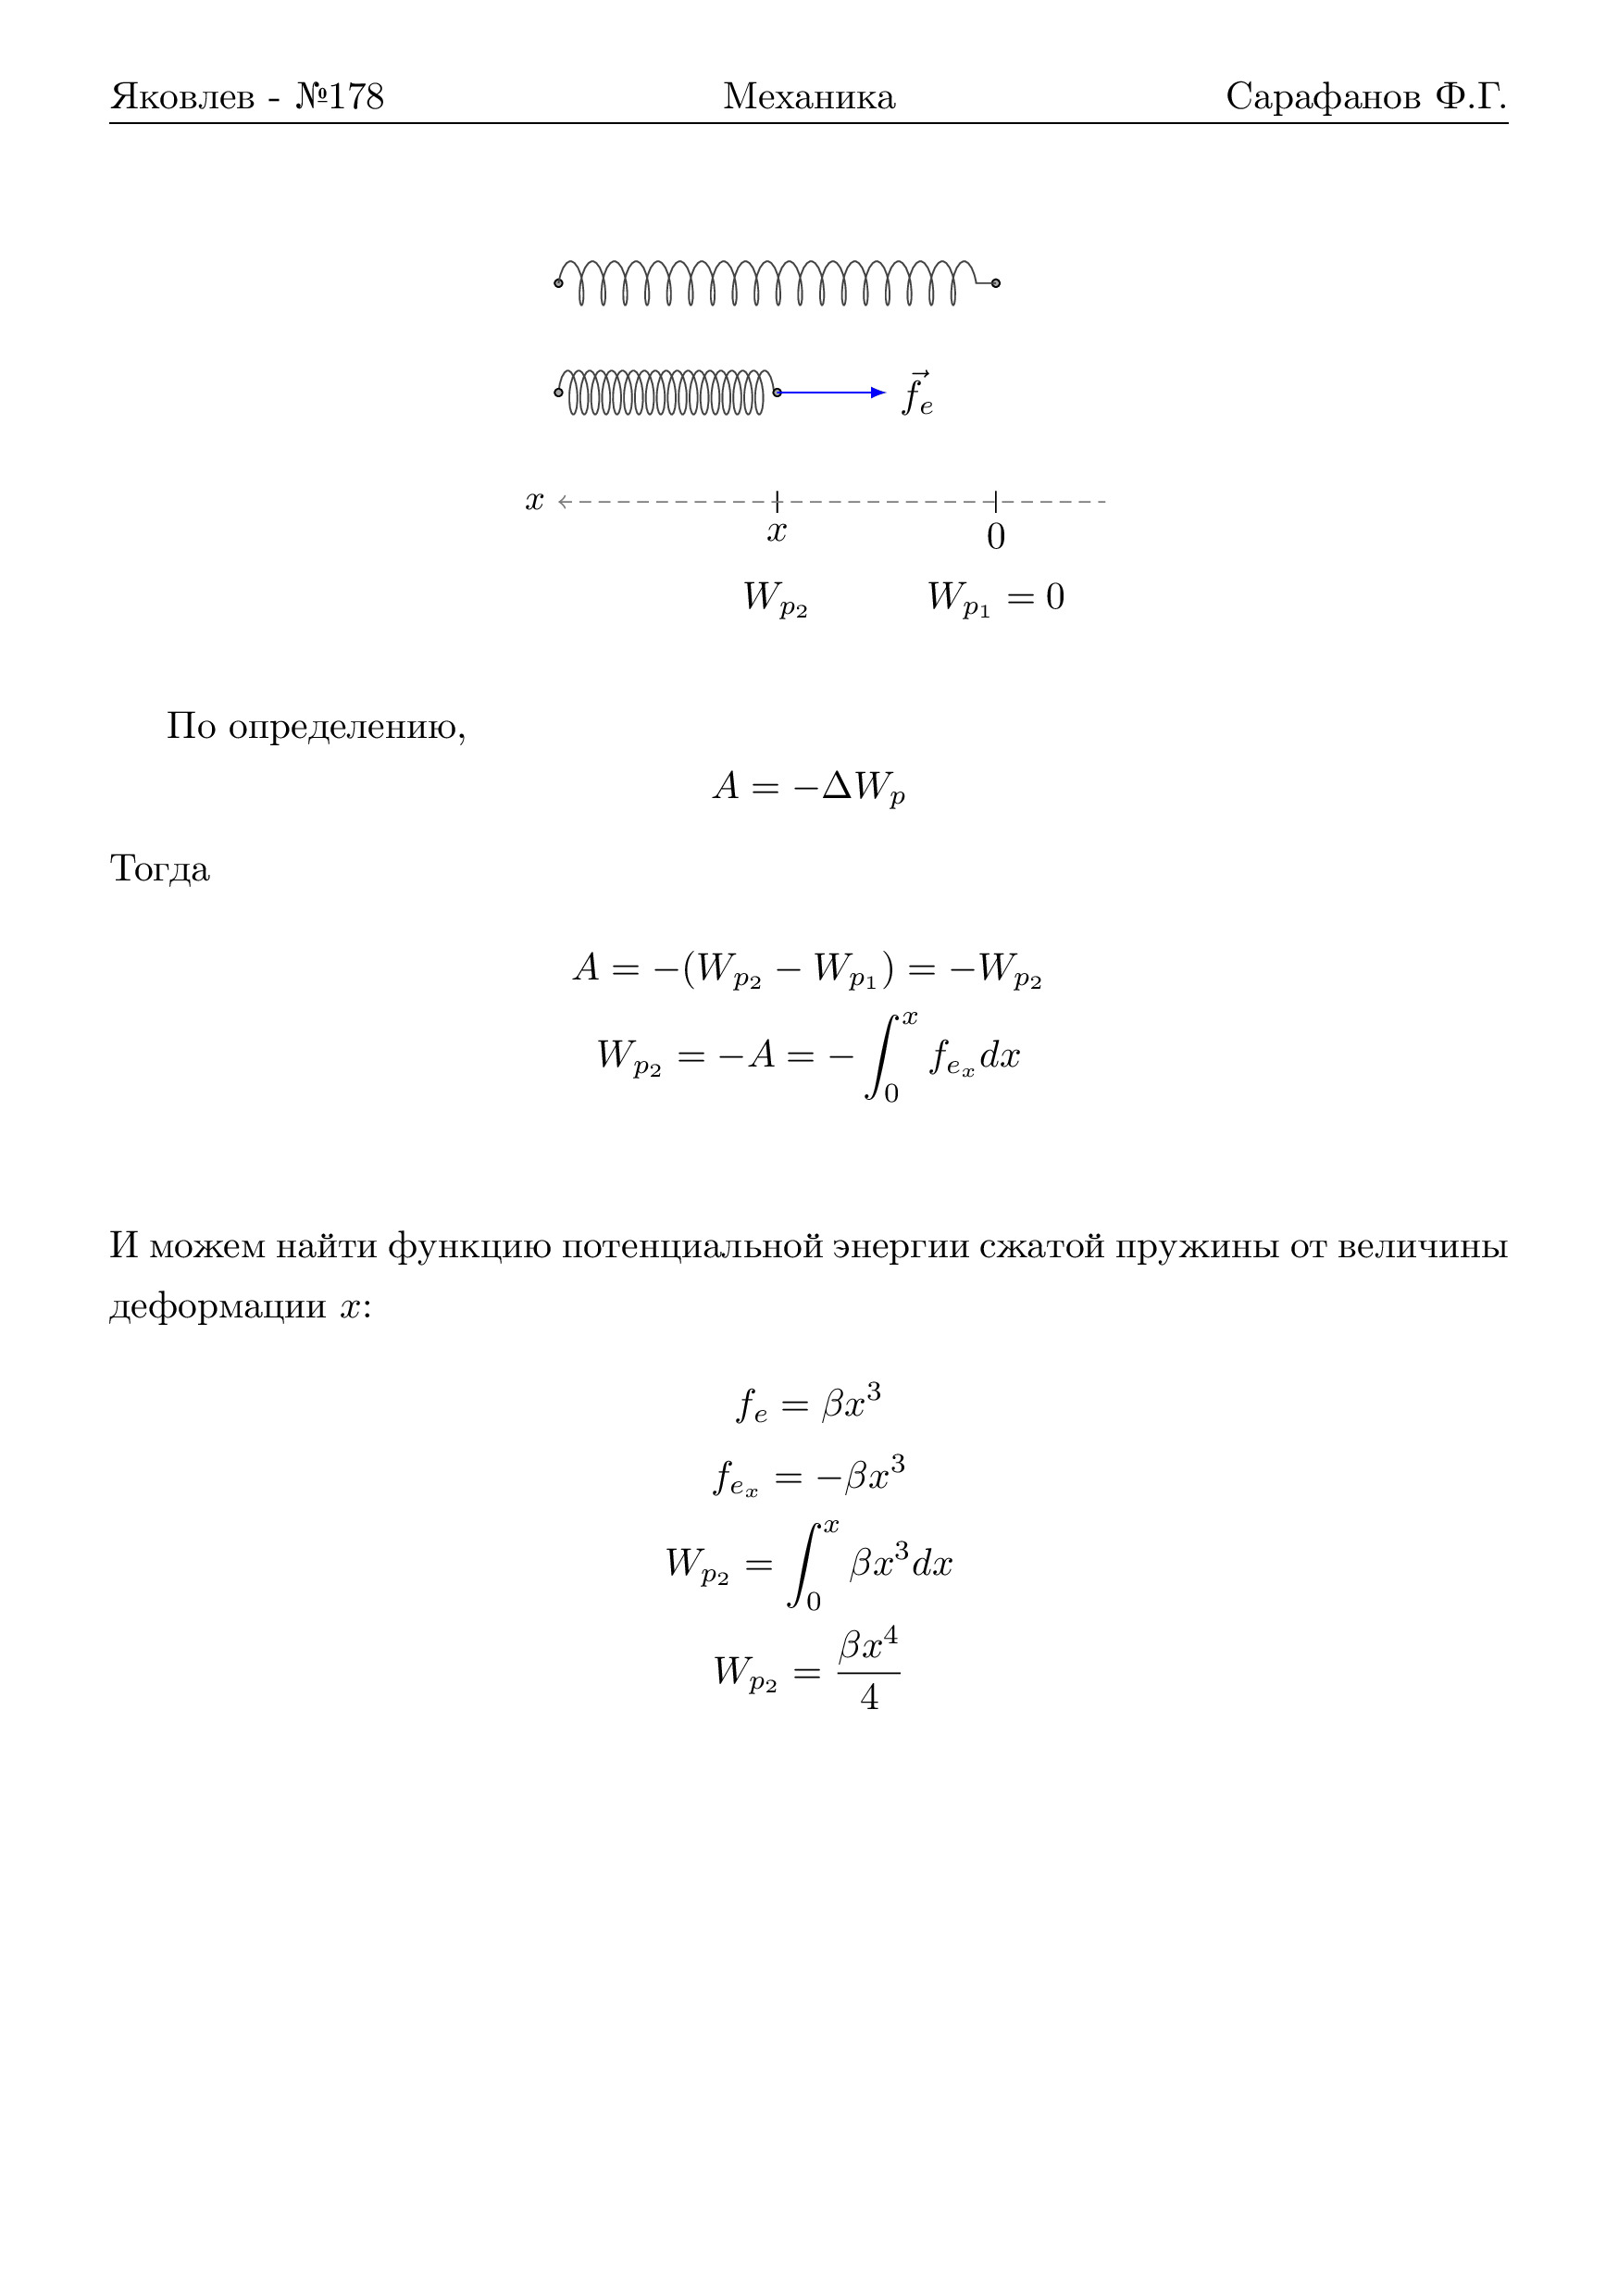 Яковлев - №178 Механика Сарафанов Ф.Г.
$\vec{f}_e$
x
x 0
$W_{p_2}$ $W_{p_1} = 0$
По определению,
$A = -\Delta W_p$
Тогда
$A = -(W_{p_2} - W_{p_1}) = -W_{p_2}$
$W_{p_2} = -A = -\int_0^x f_{e_x} dx$
И можем найти функцию потенциальной энергии сжатой пружины от величины
деформации x:
$f_e = \beta x^3$
$f_{e_x} = -\beta x^3$
$W_{p_2} = \int_0^x \beta x^3 dx$
$W_{p_2} = \frac{\beta x^4}{4}$